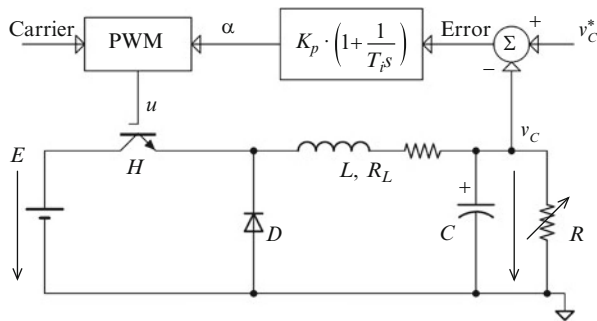 Carrier
PWM
α
K_p · (1+ 1/(T_i s))
Error
Σ
+
v_C^*
−
u
v_C
E
H
L, R_L
+
D
C
R